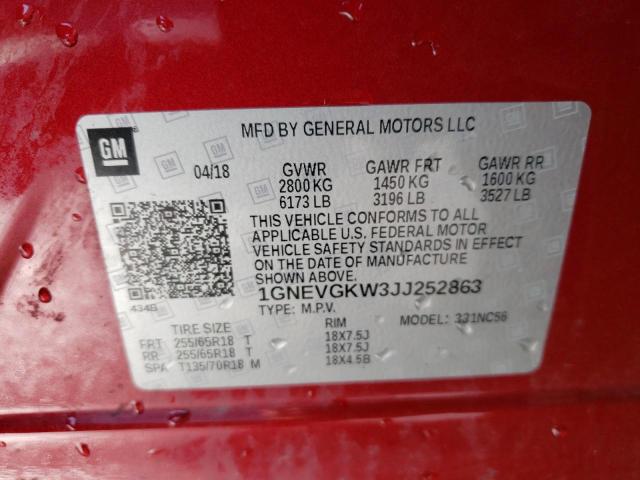 GM
MFD BY GENERAL MOTORS LLC
04/18 GVWR GAWR FRT GAWR RR
2800 KG 1450 KG 1600 KG
6173 LB 3196 LB 3527 LB
THIS VEHICLE CONFORMS TO ALL
APPLICABLE U.S. FEDERAL MOTOR
VEHICLE SAFETY STANDARDS IN EFFECT
ON THE DATE OF MANUFACTURE
SHOWN ABOVE.
434B
1GNEVGKW3JJ252863
TYPE: M.P.V. MODEL: 331NC56
TIRE SIZE RIM
FRT 255/65R18 T 18X7.5J
RR 255/65R18 T 18X7.5J
SPA T135/70R18 M 18X4.5B